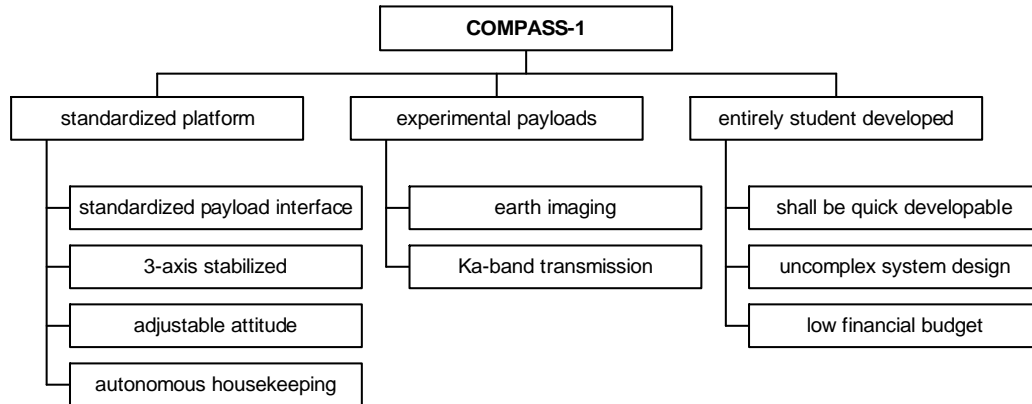 COMPASS-1
standardized platform
experimental payloads
entirely student developed
standardized payload interface
earth imaging
shall be quick developable
3-axis stabilized
Ka-band transmission
uncomplex system design
adjustable attitude
low financial budget
autonomous housekeeping